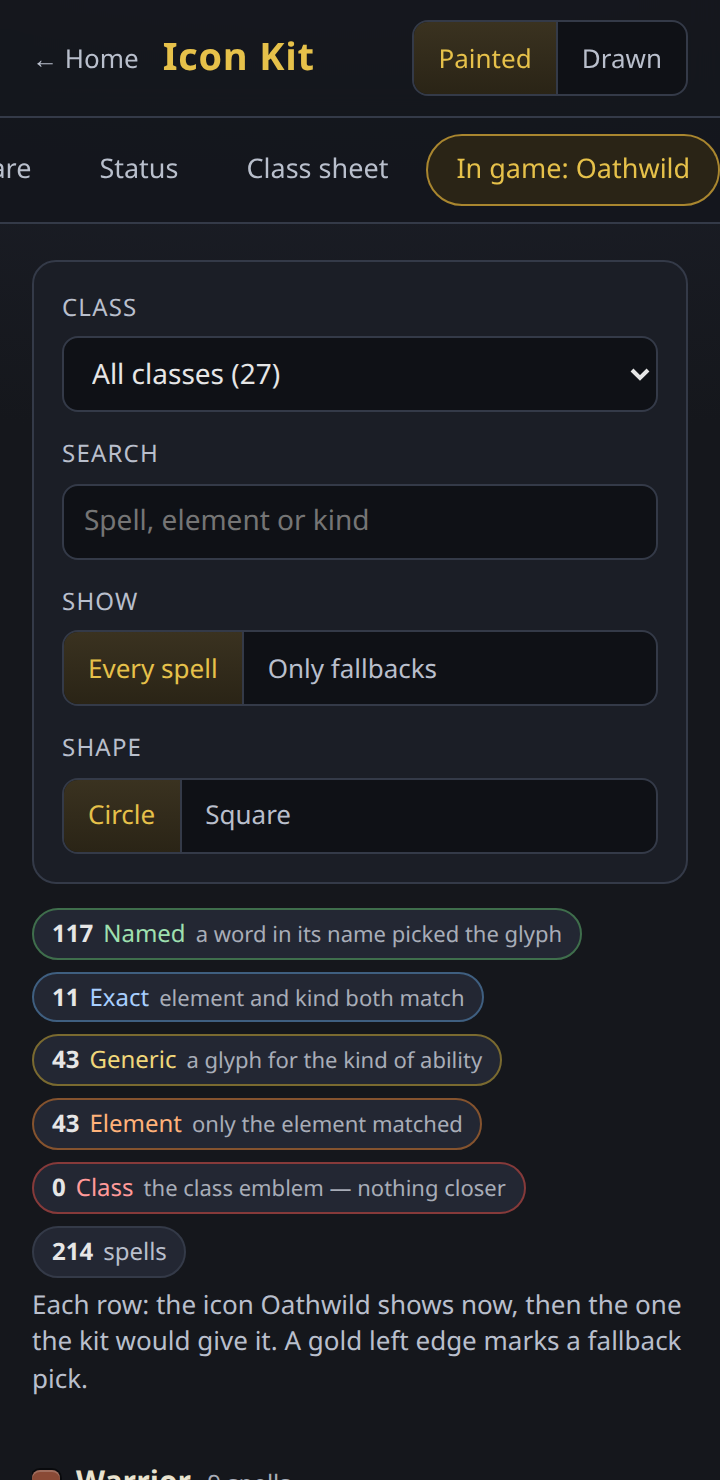 ← Home Icon Kit Painted Drawn
are Status Class sheet In game: Oathwild
CLASS
All classes (27)
SEARCH
Spell, element or kind
SHOW
Every spell Only fallbacks
SHAPE
Circle Square
117 Named a word in its name picked the glyph
11 Exact element and kind both match
43 Generic a glyph for the kind of ability
43 Element only the element matched
0 Class the class emblem — nothing closer
214 spells
Each row: the icon Oathwild shows now, then the one
the kit would give it. A gold left edge marks a fallback
pick.
Warrior spells